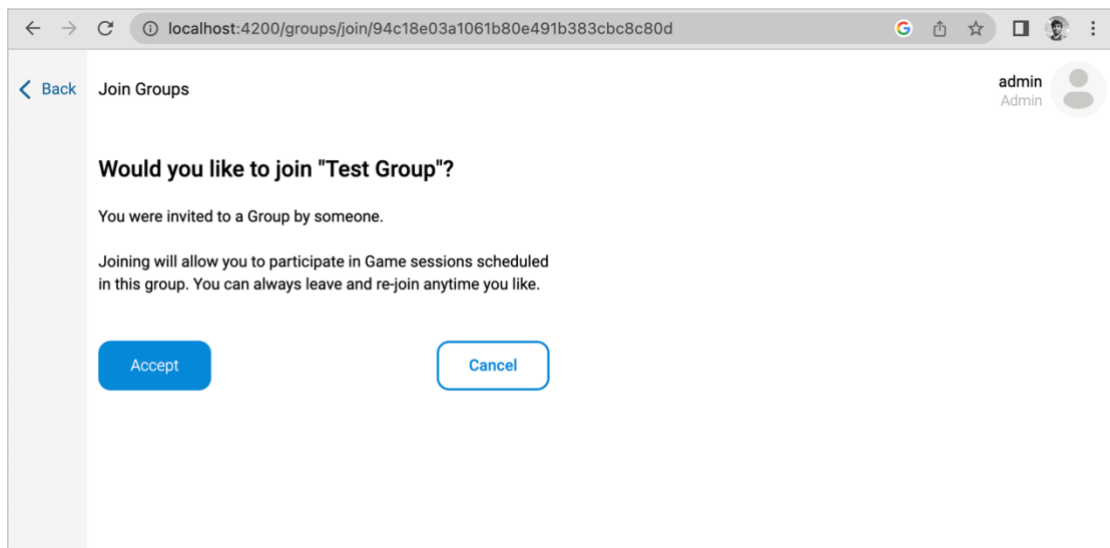 localhost:4200/groups/join/94c18e03a1061b80e491b383cbc8c80d
Back
Join Groups
admin
Admin
Would you like to join "Test Group"?
You were invited to a Group by someone.
Joining will allow you to participate in Game sessions scheduled
in this group. You can always leave and re-join anytime you like.
Accept
Cancel